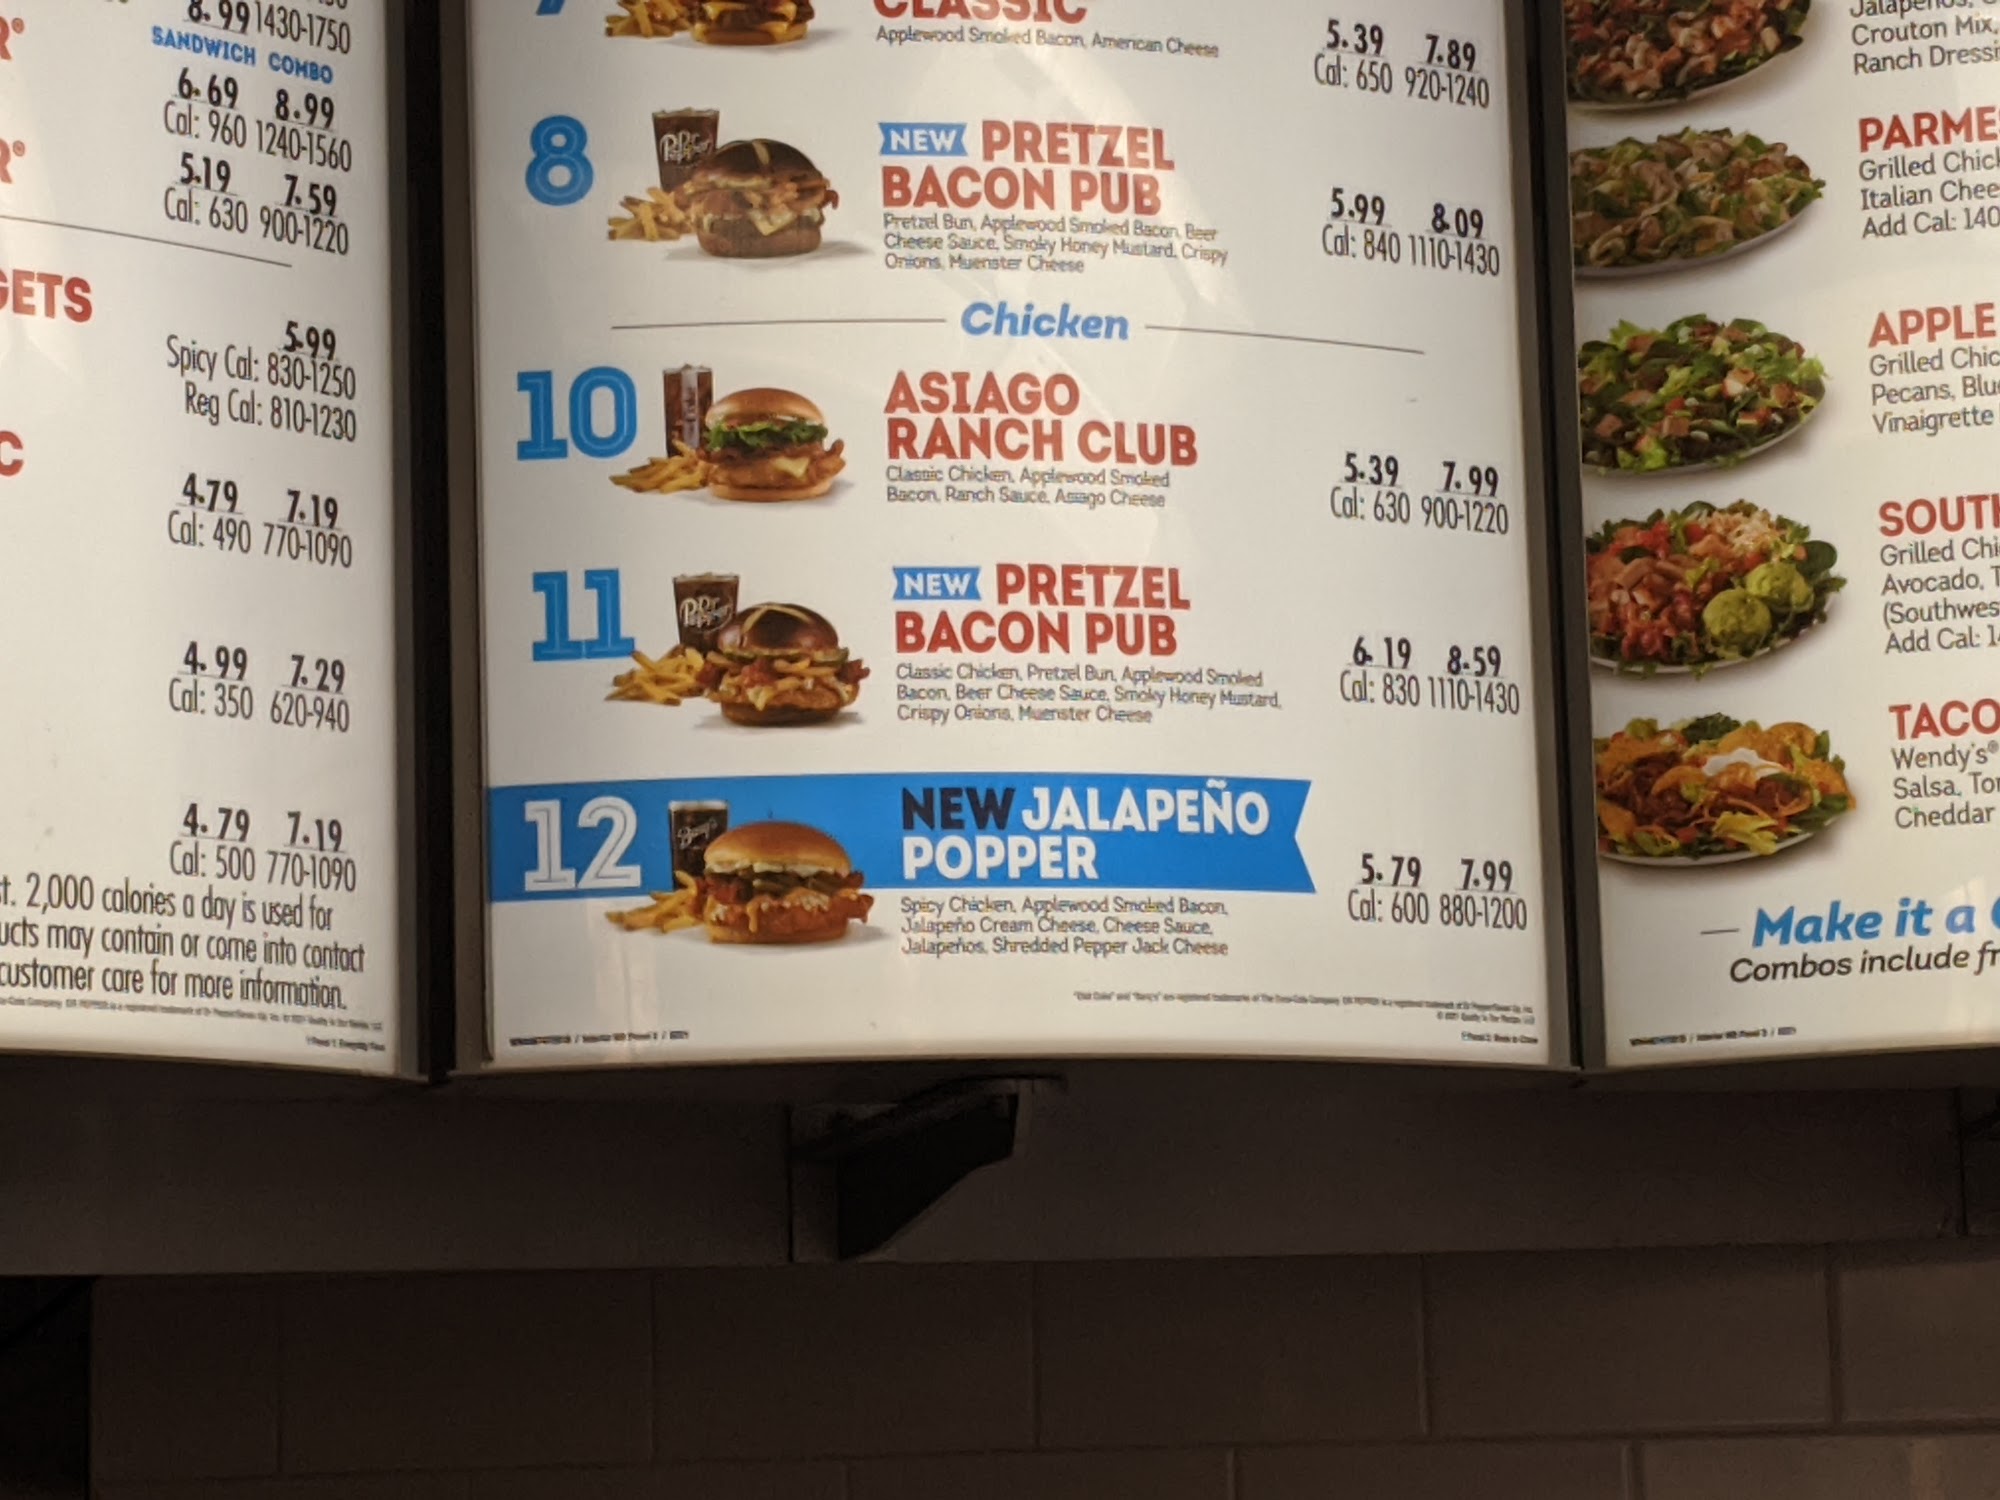 8.99 1430-1750
SANDWICH COMBO
6.69 8.99
Cal: 960 1240-1560
R®
5.19 7.59
Cal: 630 900-1220
GETS
5.99
Spicy Cal: 830-1250
Reg Cal: 810-1230
C
4.79 7.19
Cal: 490 770-1090
4.99 7.29
Cal: 350 620-940
4.79 7.19
Cal: 500 770-1090
t. 2,000 calories a day is used for
ucts may contain or come into contact
customer care for more information.
7 CLASSIC
Applewood Smoked Bacon, American Cheese
5.39 7.89
Cal: 650 920-1240
8
Dr Pepper
NEW PRETZEL
BACON PUB
Pretzel Bun, Applewood Smoked Bacon, Beer
Cheese Sauce, Smoky Honey Mustard, Crispy
Onions, Muenster Cheese
5.99 8.09
Cal: 840 1110-1430
Chicken
10
Coke
ASIAGO
RANCH CLUB
Classic Chicken, Applewood Smoked
Bacon, Ranch Sauce, Asiago Cheese
5.39 7.99
Cal: 630 900-1220
11
Dr Pepper
NEW PRETZEL
BACON PUB
Classic Chicken, Pretzel Bun, Applewood Smoked
Bacon, Beer Cheese Sauce, Smoky Honey Mustard,
Crispy Onions, Muenster Cheese
6.19 8.59
Cal: 830 1110-1430
12
NEW JALAPEÑO
POPPER
Spicy Chicken, Applewood Smoked Bacon,
Jalapeño Cream Cheese, Cheese Sauce,
Jalapeños, Shredded Pepper Jack Cheese
5.79 7.99
Cal: 600 880-1200
Jalapeños,
Crouton Mix,
Ranch Dressi
PARME
Grilled Chick
Italian Chee
Add Cal: 140
APPLE
Grilled Chic
Pecans, Blu
Vinaigrette
SOUTH
Grilled Chi
Avocado, T
(Southwes
Add Cal: 1
TACO
Wendy's®
Salsa, To
Cheddar
Make it a
Combos include fr